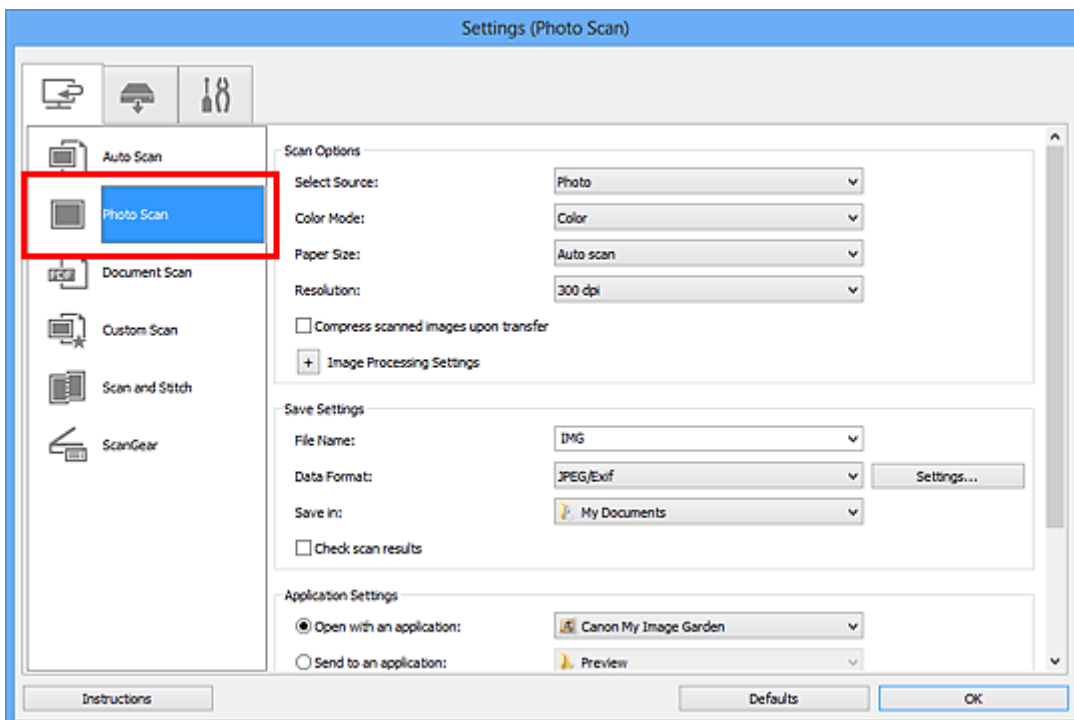 Settings (Photo Scan)
Auto Scan
Photo Scan
Document Scan
Custom Scan
Scan and Stitch
ScanGear
Scan Options
Select Source: Photo
Color Mode: Color
Paper Size: Auto scan
Resolution: 300 dpi
Compress scanned images upon transfer
+ Image Processing Settings
Save Settings
File Name: IMG
Data Format: JPEG/Exif Settings...
Save in: My Documents
Check scan results
Application Settings
Open with an application: Canon My Image Garden
Send to an application: Preview
Instructions Defaults OK